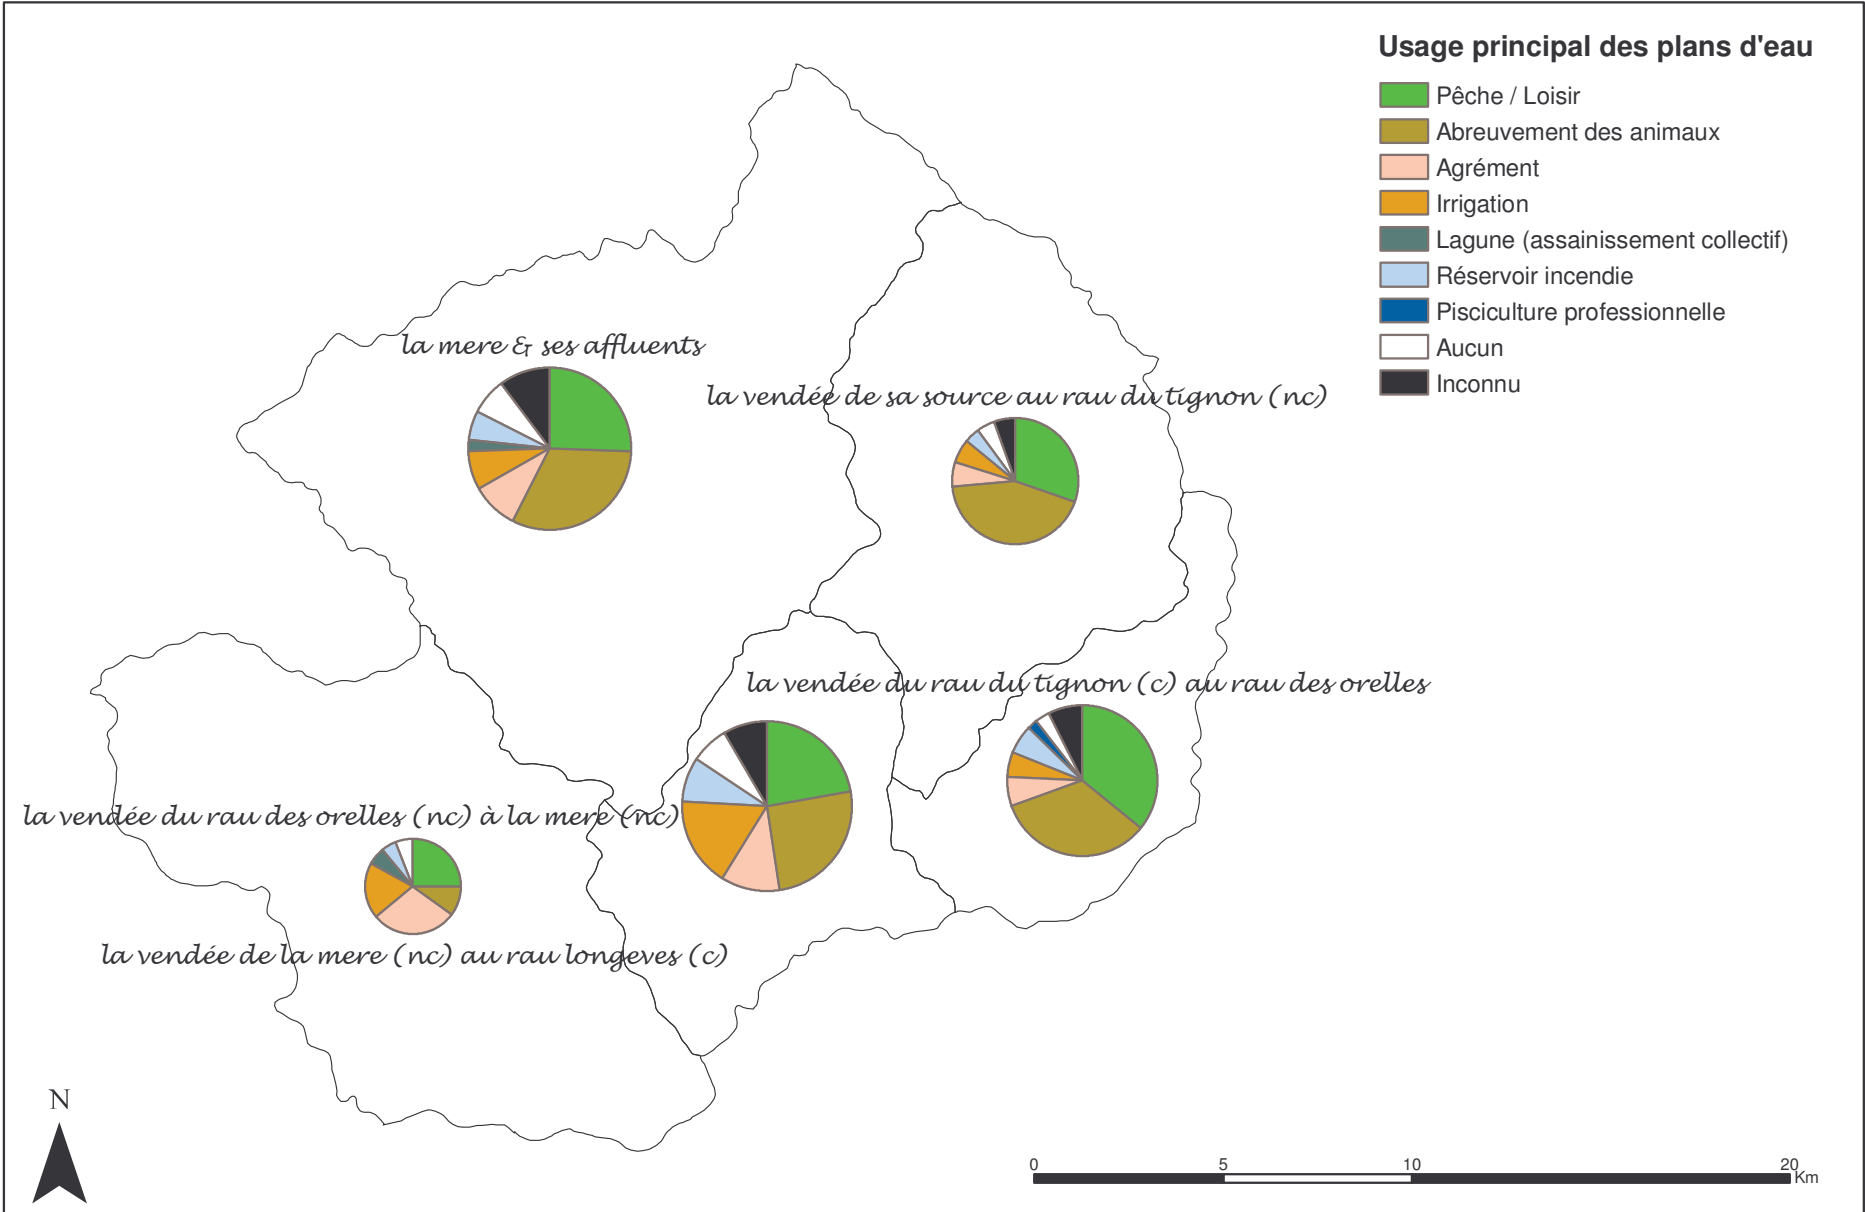 Usage principal des plans d'eau
Pêche / Loisir
Abreuvement des animaux
Agrément
Irrigation
Lagune (assainissement collectif)
Réservoir incendie
Pisciculture professionnelle
Aucun
Inconnu
la mere & ses affluents
la vendée de sa source au rau du tignon (nc)
la vendée du rau du tignon (c) au rau des orelles
la vendée du rau des orelles (nc) à la mere (nc)
la vendée de la mere (nc) au rau longeves (c)
N
0 5 10 20
Km